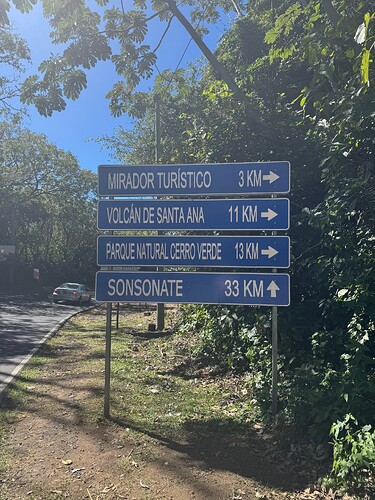 MIRADOR TURÍSTICO 3 KM →
VOLCÁN DE SANTA ANA 11 KM →
PARQUE NATURAL CERRO VERDE 13 KM →
SONSONATE 33 KM ↑